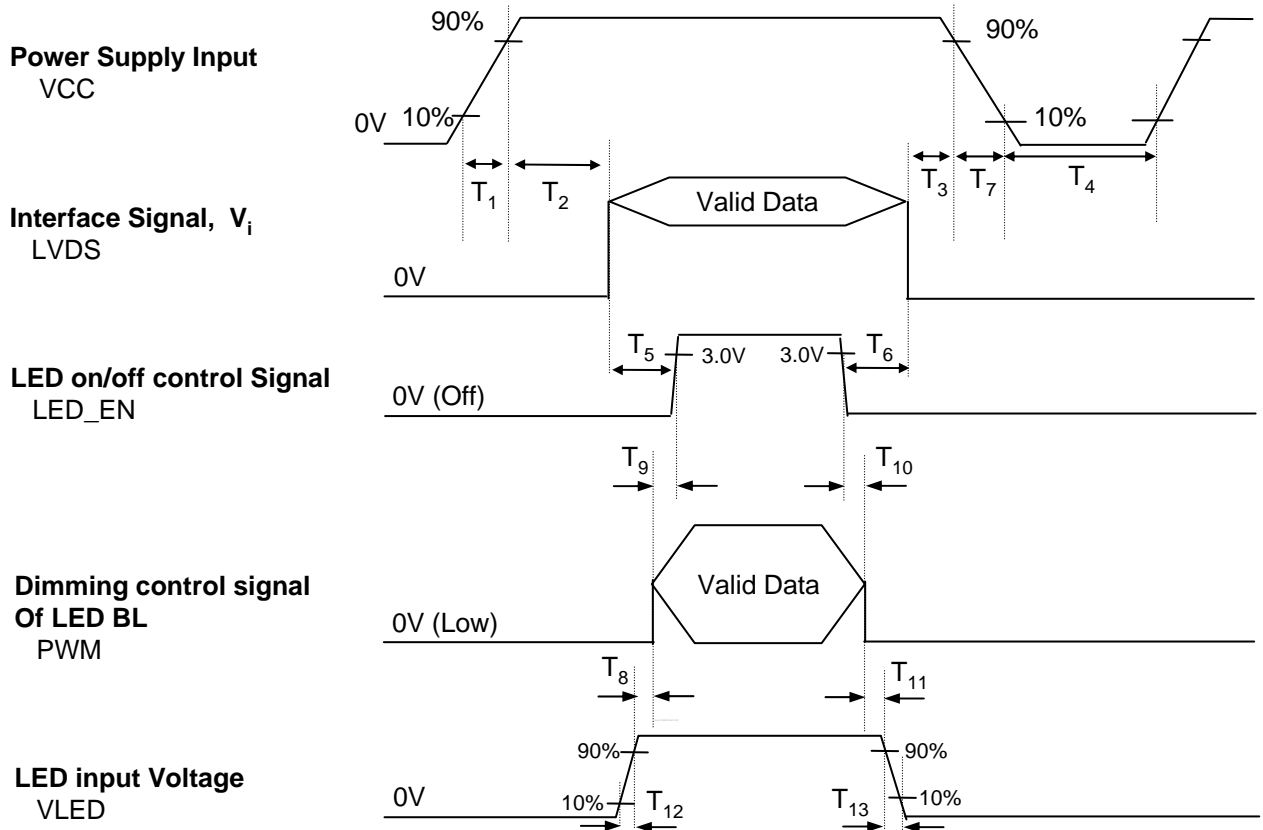 90%
90%
Power Supply Input
VCC
10%
10%
0V
T1
T2
T3
T7
T4
Valid Data
Interface Signal, Vi
LVDS
0V
T5
3.0V
3.0V
T6
LED on/off control Signal
LED_EN
0V (Off)
T9
T10
Valid Data
Dimming control signal
Of LED BL
PWM
0V (Low)
T8
T11
90%
90%
LED input Voltage
VLED
0V
10%
T12
T13
10%